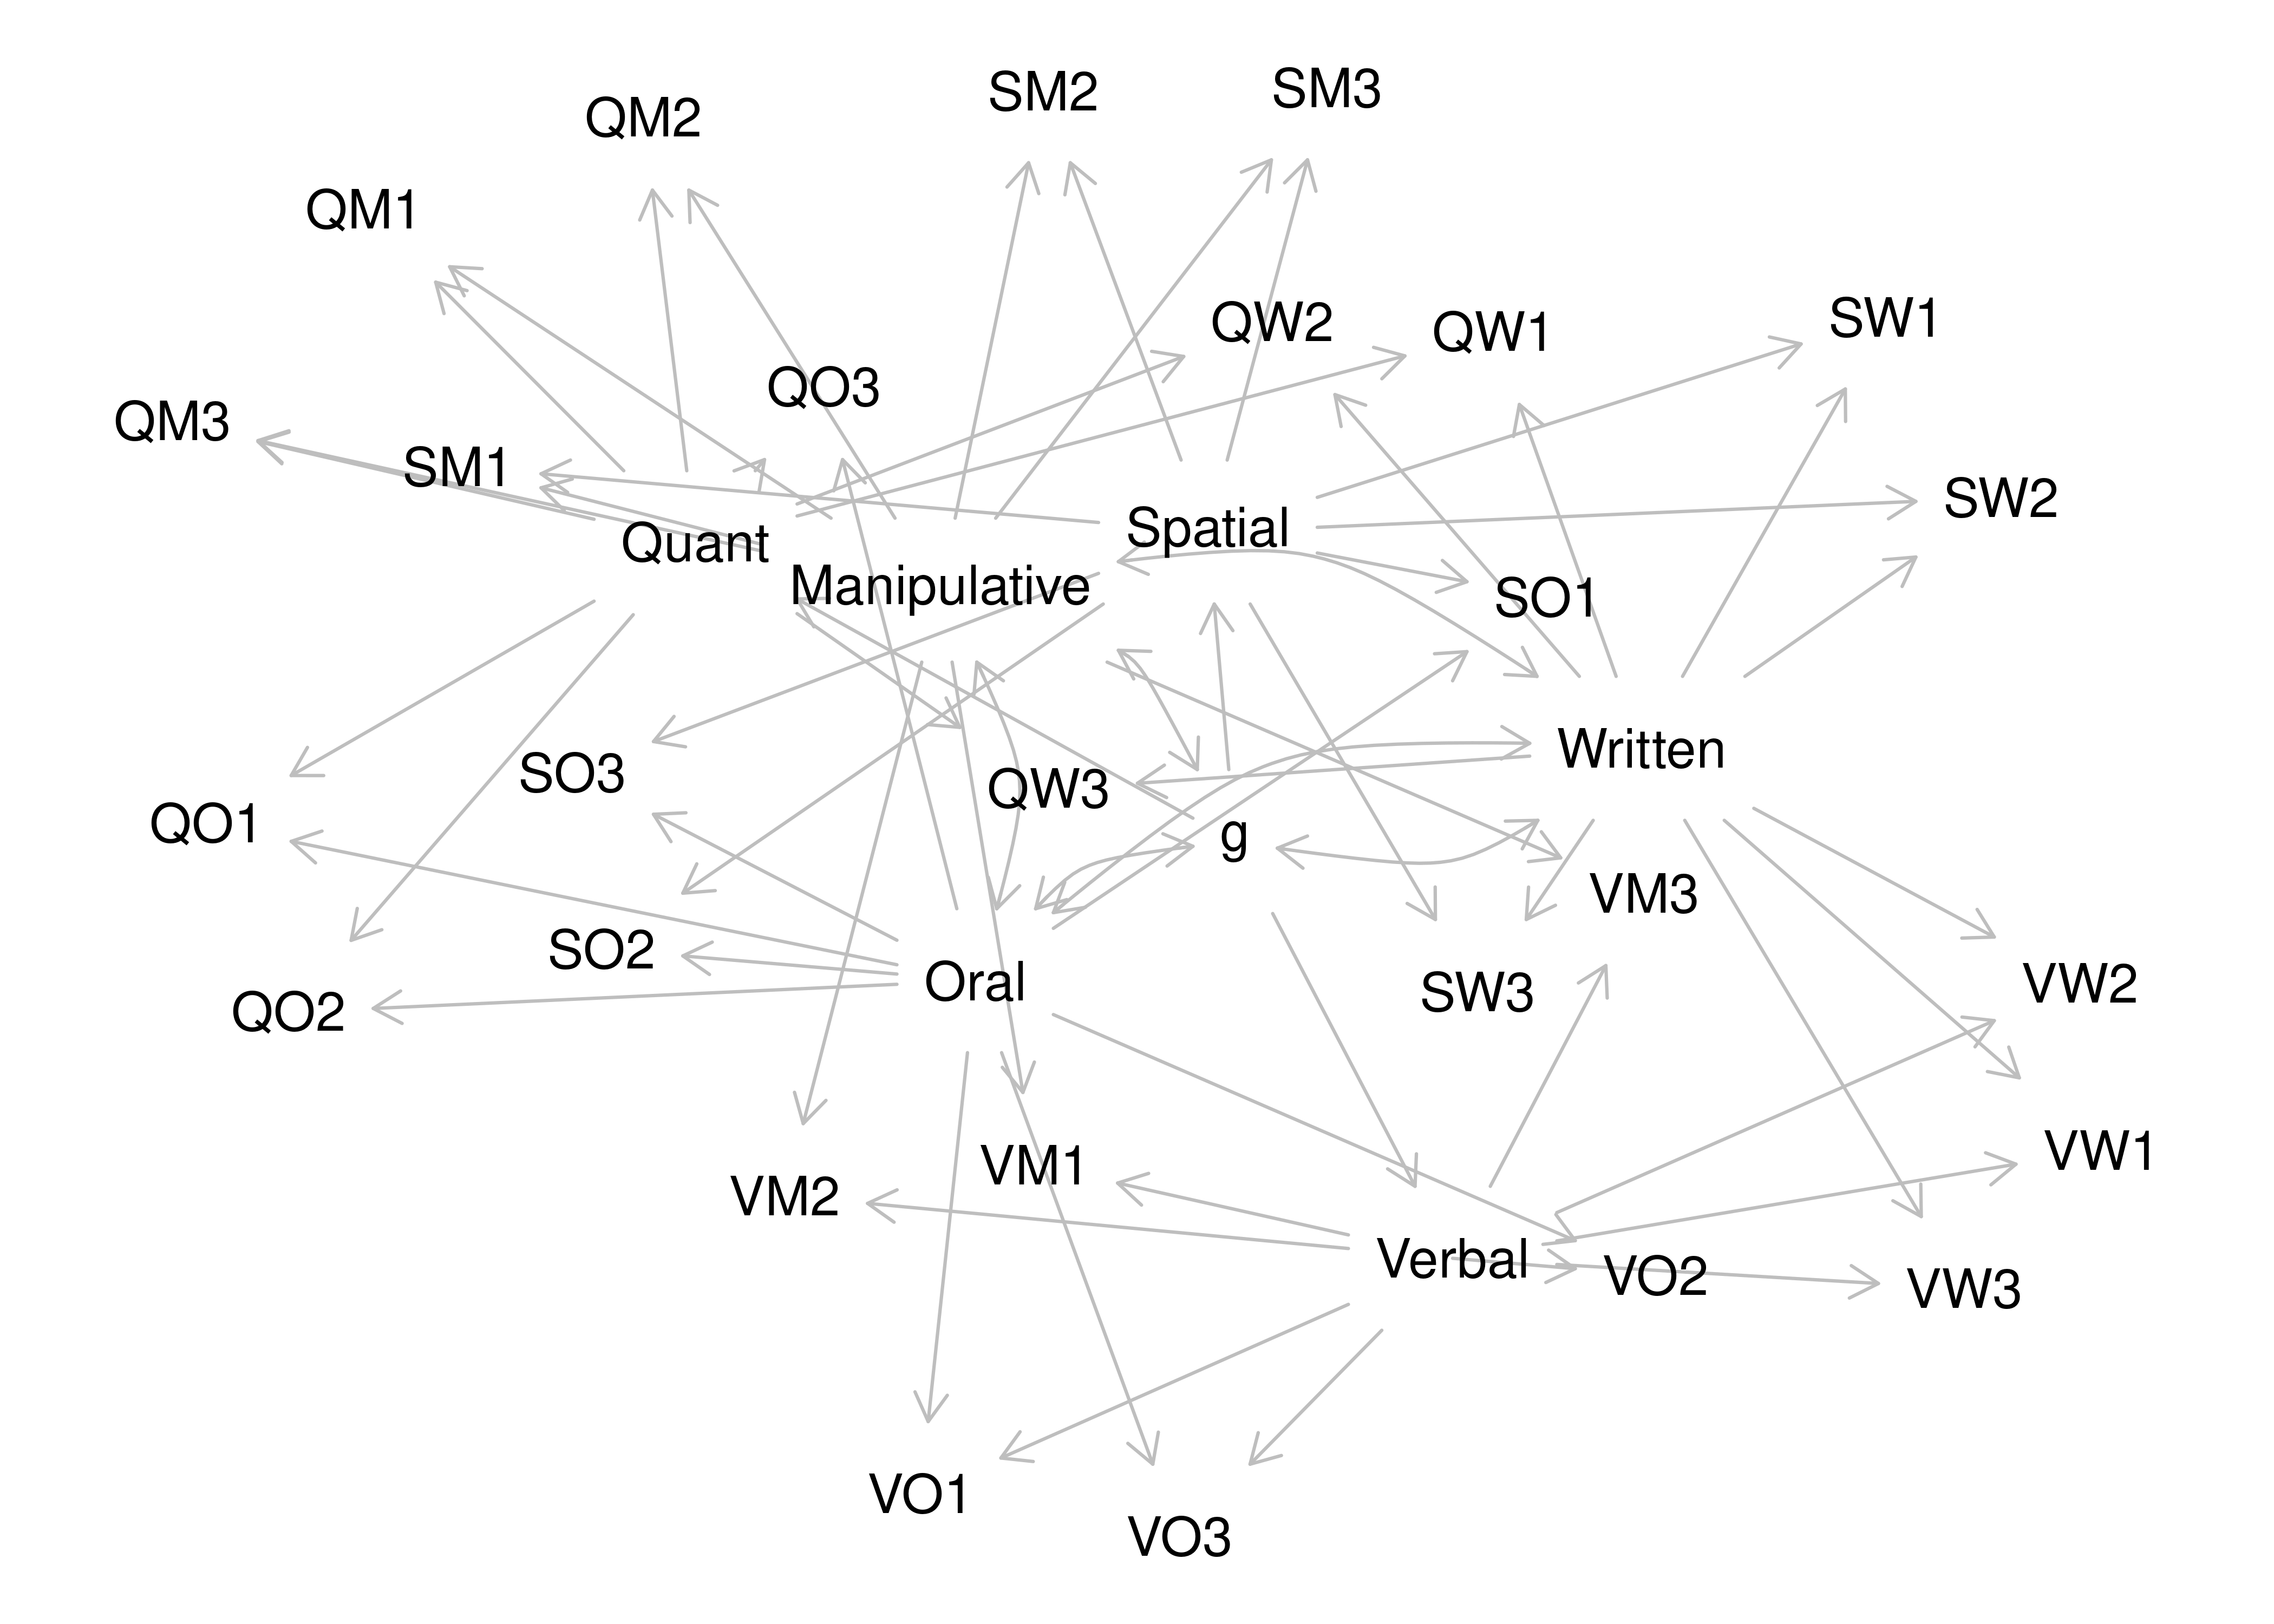 SM2
SM3
QM2
QM1
QW2
QW1
SW1
QO3
QM3
SM1
SW2
Spatial
Quant
Manipulative
SO1
Written
SO3
QW3
QO1
g
VM3
SO2
Oral
SW3
VW2
QO2
VW1
VM1
VM2
Verbal
VO2
VW3
VO1
VO3